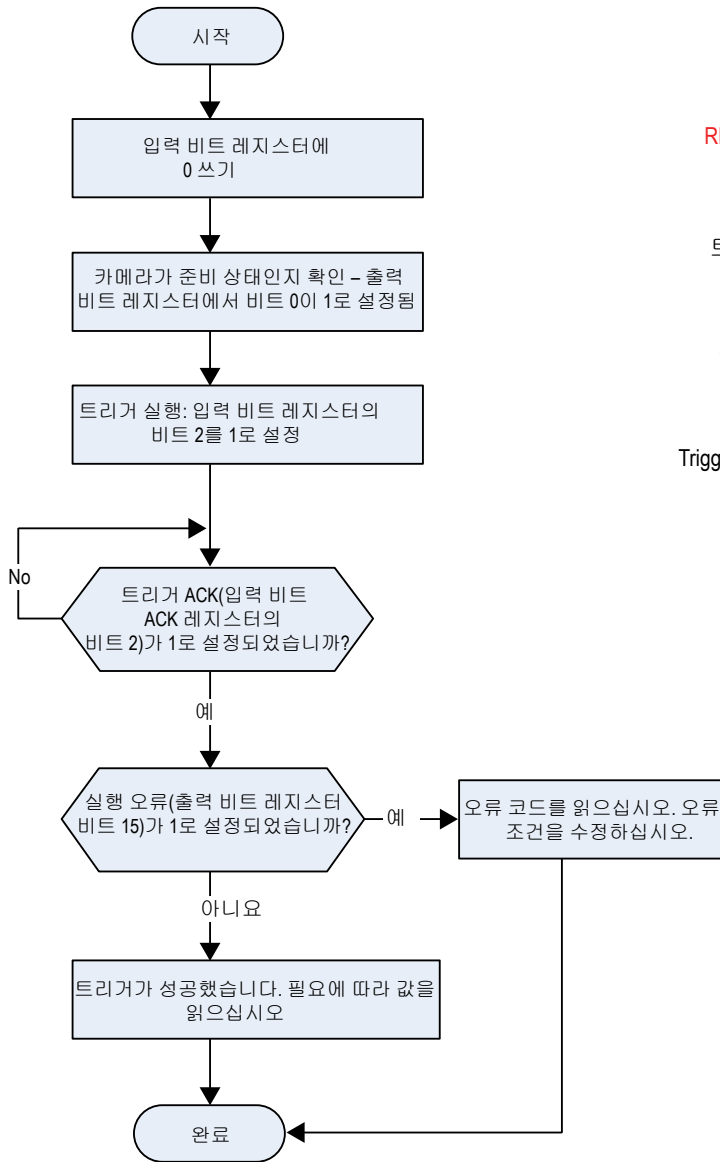 시작
입력 비트 레지스터에
0 쓰기
카메라가 준비 상태인지 확인 – 출력
비트 레지스터에서 비트 0이 1로 설정됨
트리거 실행: 입력 비트 레지스터의
비트 2를 1로 설정
No
트리거 ACK(입력 비트
ACK 레지스터의
비트 2)가 1로 설정되었습니까?
예
실행 오류(출력 비트 레지스터
비트 15)가 1로 설정되었습니까?
예
오류 코드를 읽으십시오. 오류
조건을 수정하십시오.
아니요
트리거가 성공했습니다. 필요에 따라 값을
읽으십시오
완료
Trigg